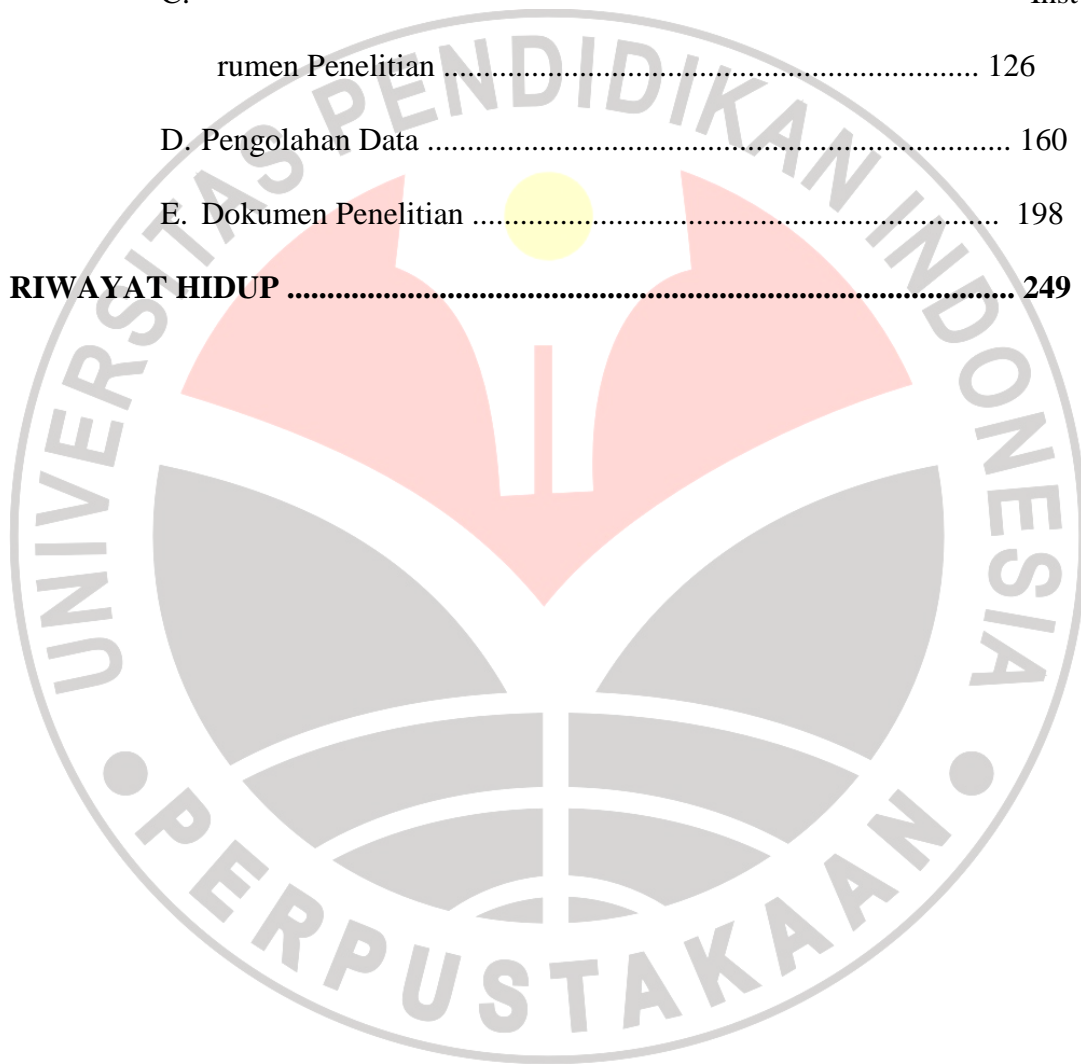 C. Inst
rumen Penelitian .................................................................... 126
D. Pengolahan Data .......................................................................... 160
E. Dokumen Penelitian ................................................................... 198
RIWAYAT HIDUP ........................................................................................... 249
UNIVERSITAS PENDIDIKAN INDONESIA
PERPUSTAKAAN